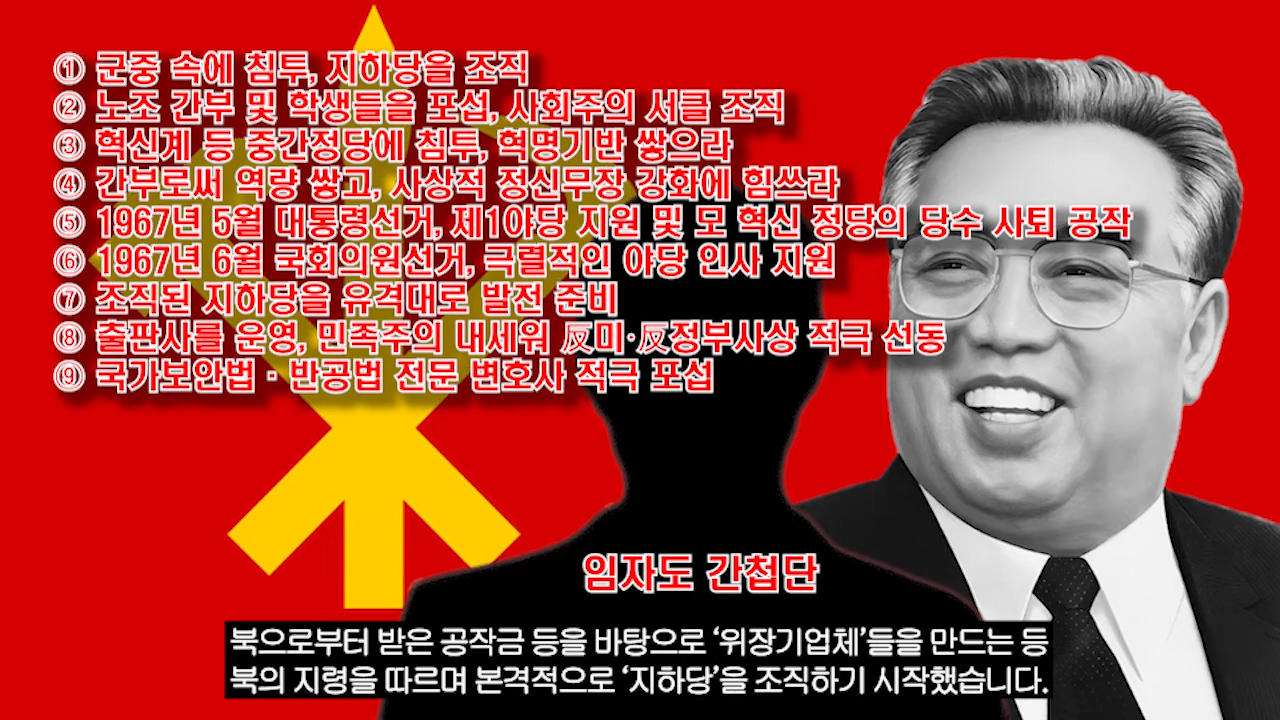 ① 군중 속에 침투, 지하당을 조직
② 노조 간부 및 학생들을 포섭, 사회주의 서클 조직
③ 혁신계 등 중간정당에 침투, 혁명기반 쌓으라
④ 간부로써 역량 쌓고, 사상적 정신무장 강화에 힘쓰라
⑤ 1967년 5월 대통령선거, 제1야당 지원 및 모 혁신 정당의 당수 사퇴 공작
⑥ 1967년 6월 국회의원선거, 극렬적인 야당 인사 지원
⑦ 조직된 지하당을 유격대로 발전 준비
⑧ 출판사를 운영, 민족주의 내세워 反미·反정부사상 적극 선동
⑨ 국가보안법·반공법 전문 변호사 적극 포섭
임자도 간첩단
북으로부터 받은 공작금 등을 바탕으로 ‘위장기업체’들을 만드는 등
북의 지령을 따르며 본격적으로 ‘지하당’을 조직하기 시작했습니다.